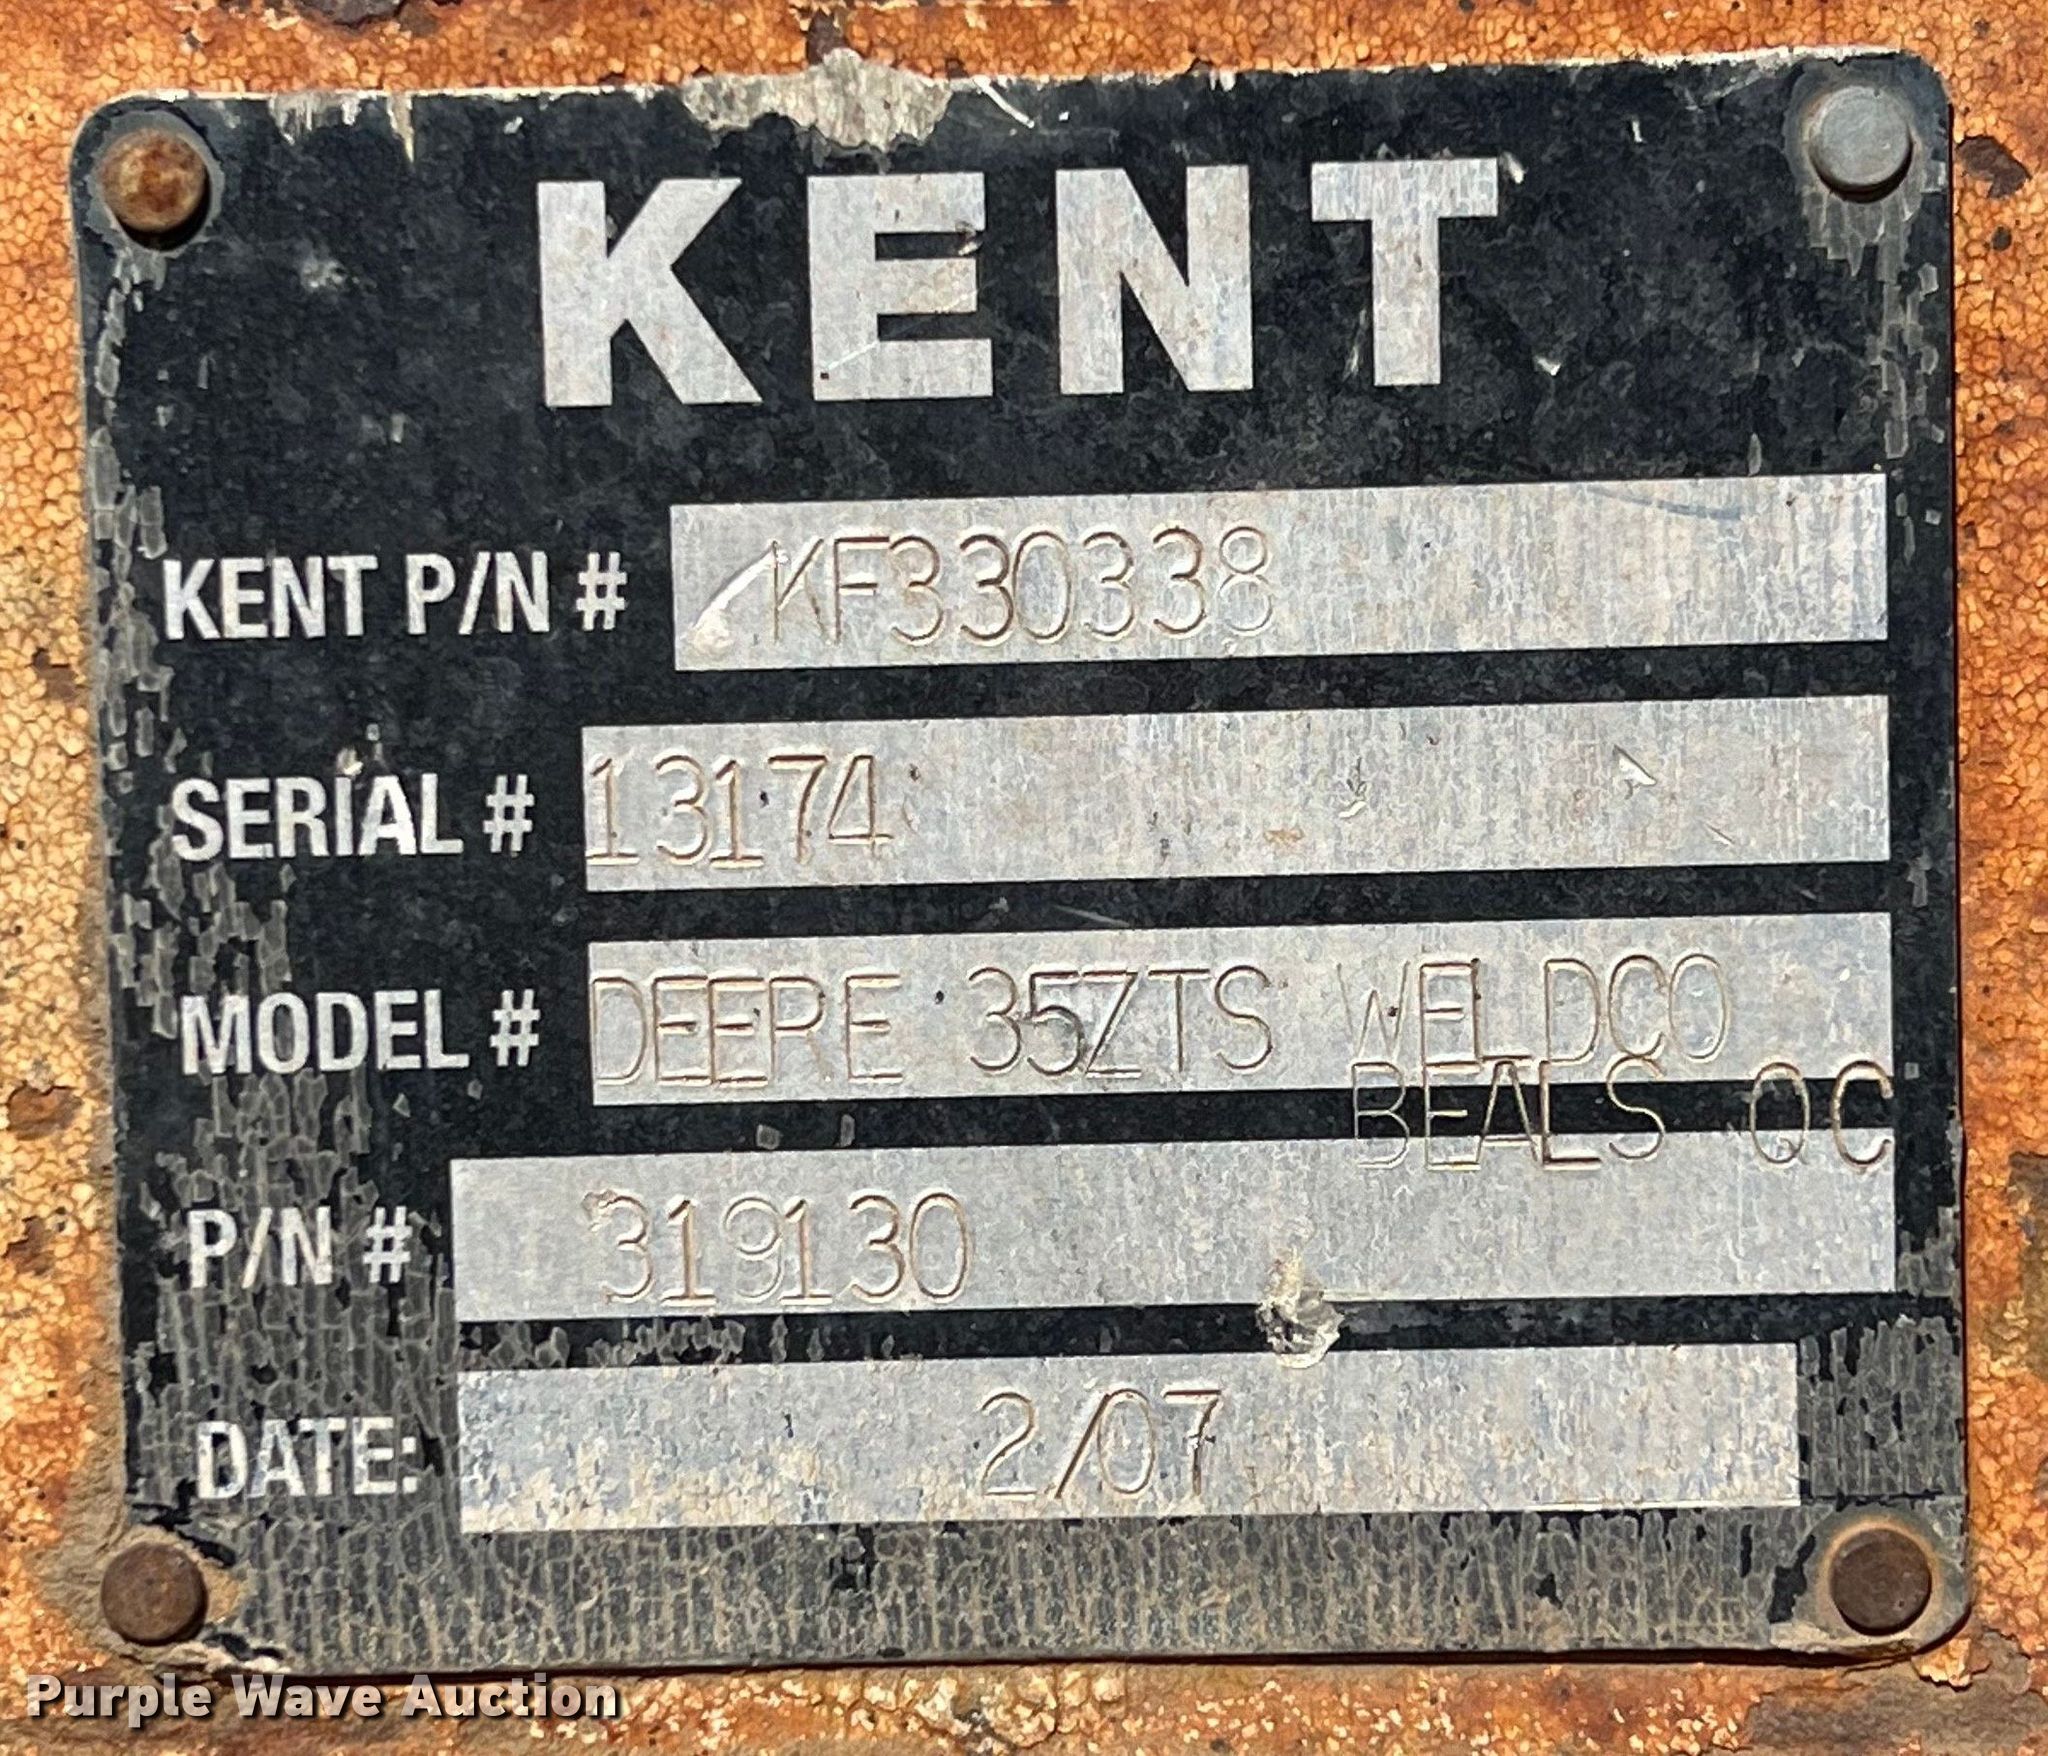 KENT
KENT P/N # KF330338
SERIAL # 13174
MODEL # DEERE 35ZTS WELDCO
BEALS QC
P/N # 319130
DATE: 2/07
Purple Wave Auction